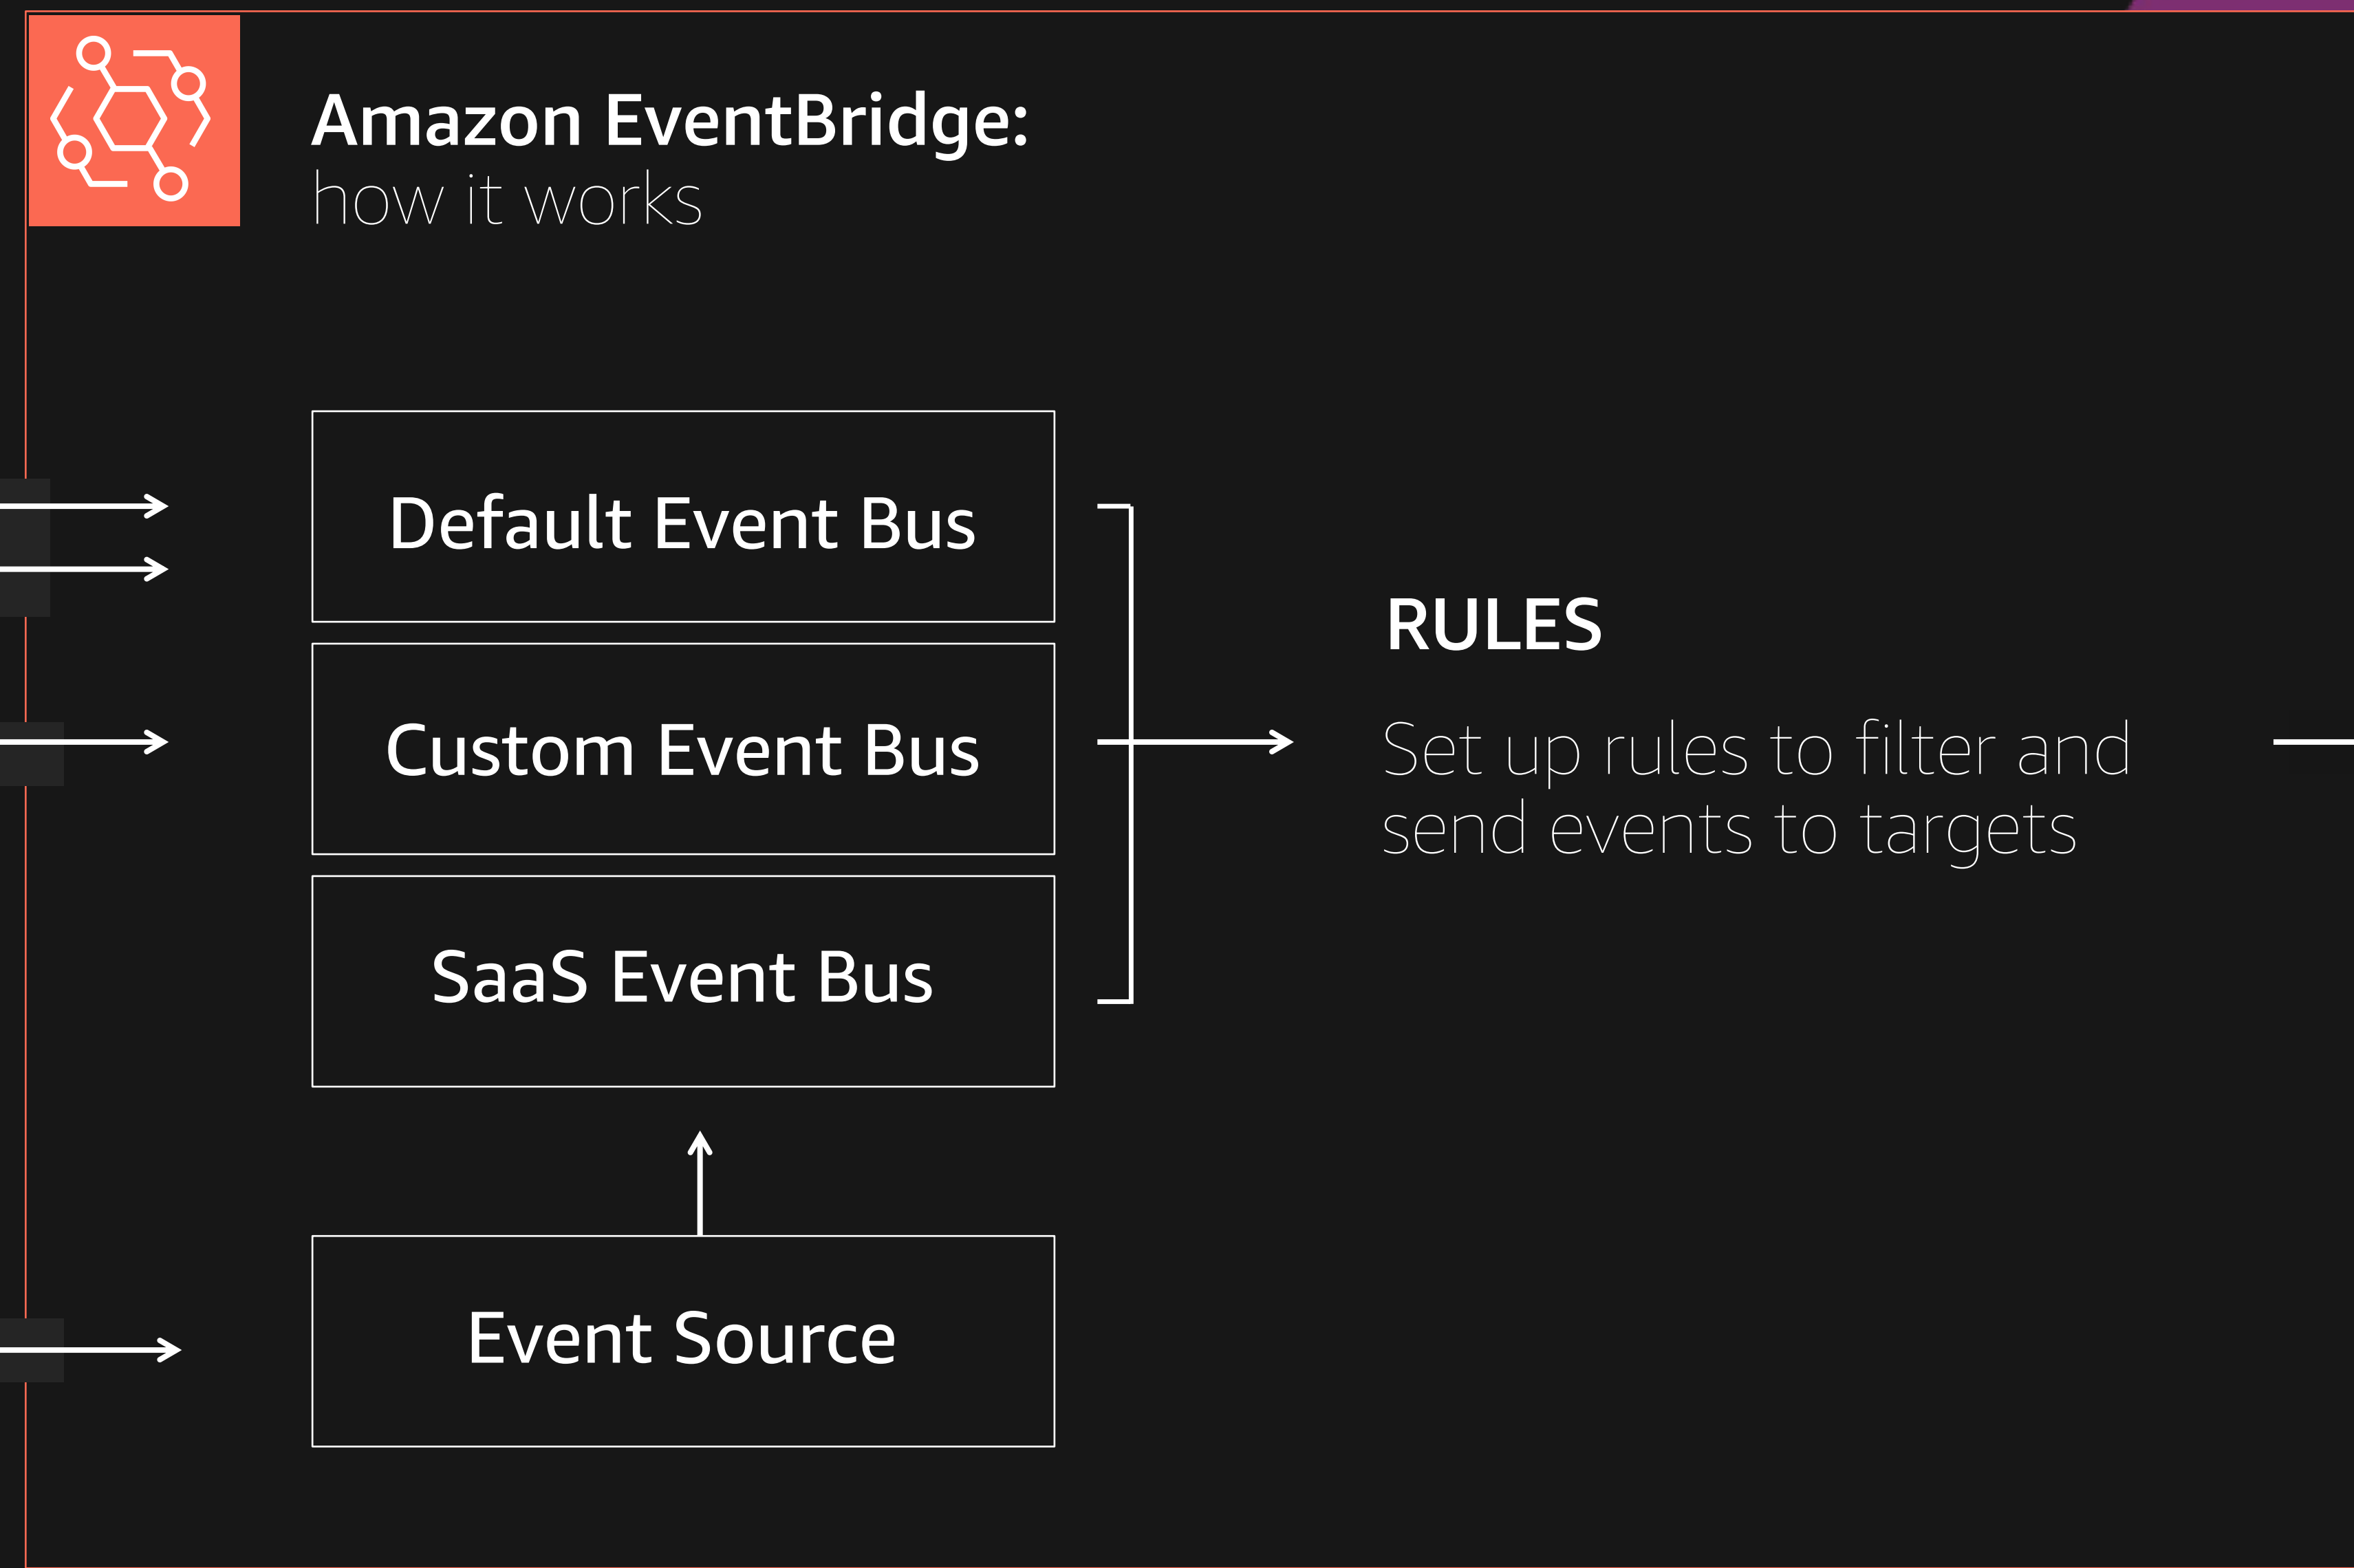 Amazon EventBridge:
how it works
Default Event Bus
Custom Event Bus
SaaS Event Bus
Event Source
RULES
Set up rules to filter and
send events to targets